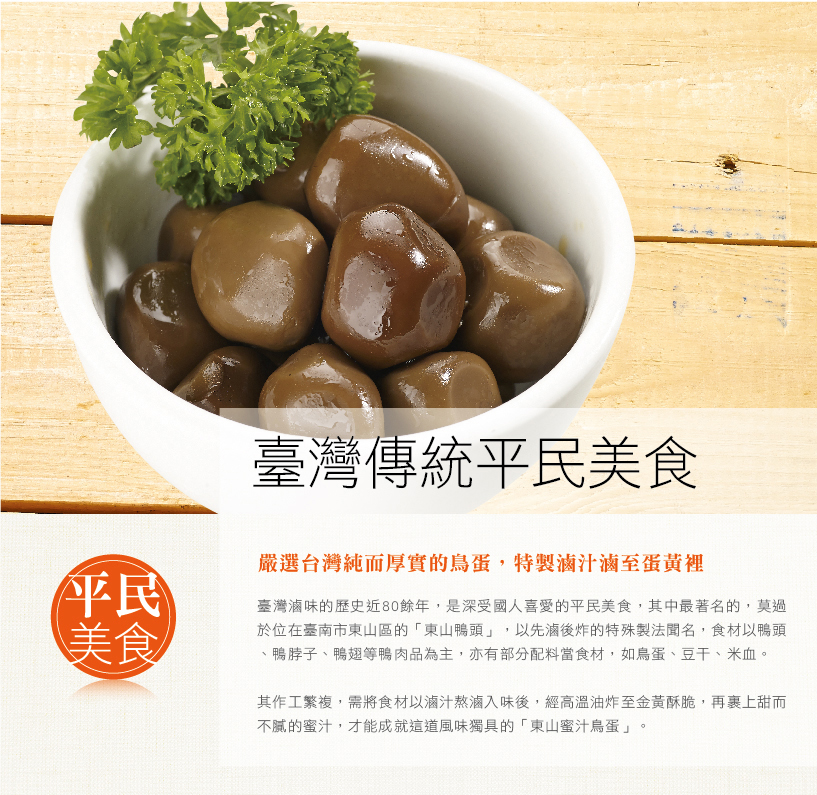 臺灣傳統平民美食
平民
美食
嚴選台灣純而厚實的鳥蛋，特製滷汁滷至蛋黃裡
臺灣滷味的歷史近80餘年，是深受國人喜愛的平民美食，其中最著名的，莫過
於位在臺南市東山區的「東山鴨頭」，以先滷後炸的特殊製法聞名，食材以鴨頭
、鴨脖子、鴨翅等鴨肉品為主，亦有部分配料當食材，如鳥蛋、豆干、米血。
其作工繁複，需將食材以滷汁熬滷入味後，經高溫油炸至金黃酥脆，再裹上甜而
不膩的蜜汁，才能成就這道風味獨具的「東山蜜汁鳥蛋」。